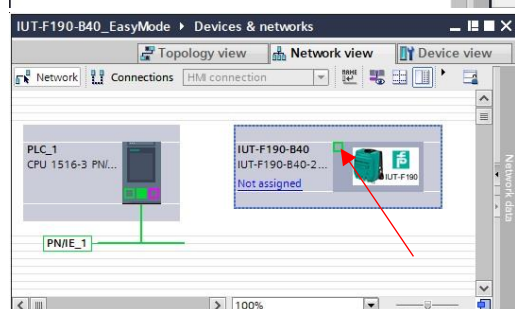 IUT-F190-B40_EasyMode ▸ Devices & networks
Topology view Network view Device view
Network Connections HMI connection
PLC_1
CPU 1516-3 PN/...
IUT-F190-B40
IUT-F190-B40-2...
Not assigned
IUT-F190
PN/IE_1
Network data
100%